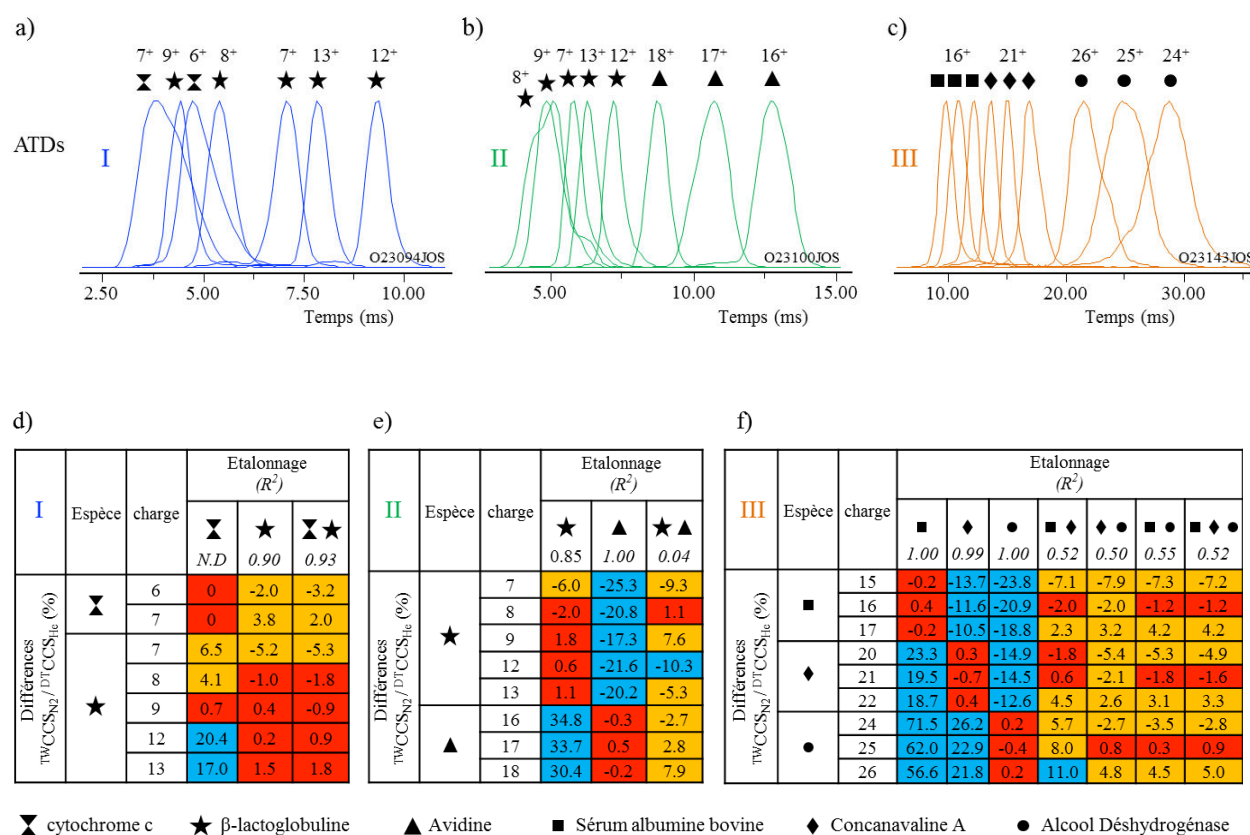 a)
7+ 9+ 6+ 8+ 7+ 13+ 12+
ATDs
I
O23094JOS
2.50 5.00 7.50 10.00
Temps (ms)
b)
8+ 9+ 7+ 13+ 12+ 18+ 17+ 16+
II
O23100JOS
5.00 10.00 15.00
Temps (ms)
c)
16+ 21+ 26+ 25+ 24+
III
O23143JOS
10.00 20.00 30.00
Temps (ms)
d)
I Espèce charge Etalonnage
(R²)
N.D 0.90 0.93
Différences
TWCCSN2 / DTCCSHe (%)
6 0 -2.0 -3.2
7 0 3.8 2.0
7 6.5 -5.2 -5.3
8 4.1 -1.0 -1.8
9 0.7 0.4 -0.9
12 20.4 0.2 0.9
13 17.0 1.5 1.8
e)
II Espèce charge Etalonnage
(R²)
0.85 1.00 0.04
Différences
TWCCSN2 / DTCCSHe (%)
7 -6.0 -25.3 -9.3
8 -2.0 -20.8 1.1
9 1.8 -17.3 7.6
12 0.6 -21.6 -10.3
13 1.1 -20.2 -5.3
16 34.8 -0.3 -2.7
17 33.7 0.5 2.8
18 30.4 -0.2 7.9
f)
III Espèce charge Etalonnage
(R²)
1.00 0.99 1.00 0.52 0.50 0.55 0.52
Différences
TWCCSN2 / DTCCSHe (%)
15 -0.2 -13.7 -23.8 -7.1 -7.9 -7.3 -7.2
16 0.4 -11.6 -20.9 -2.0 -2.0 -1.2 -1.2
17 -0.2 -10.5 -18.8 2.3 3.2 4.2 4.2
20 23.3 0.3 -14.9 -1.8 -5.4 -5.3 -4.9
21 19.5 -0.7 -14.5 0.6 -2.1 -1.8 -1.6
22 18.7 0.4 -12.6 4.5 2.6 3.1 3.3
24 71.5 26.2 0.2 5.7 -2.7 -3.5 -2.8
25 62.0 22.9 -0.4 8.0 0.8 0.3 0.9
26 56.6 21.8 0.2 11.0 4.8 4.5 5.0
cytochrome c β-lactoglobuline Avidine Sérum albumine bovine Concanavaline A Alcool Déshydrogénase